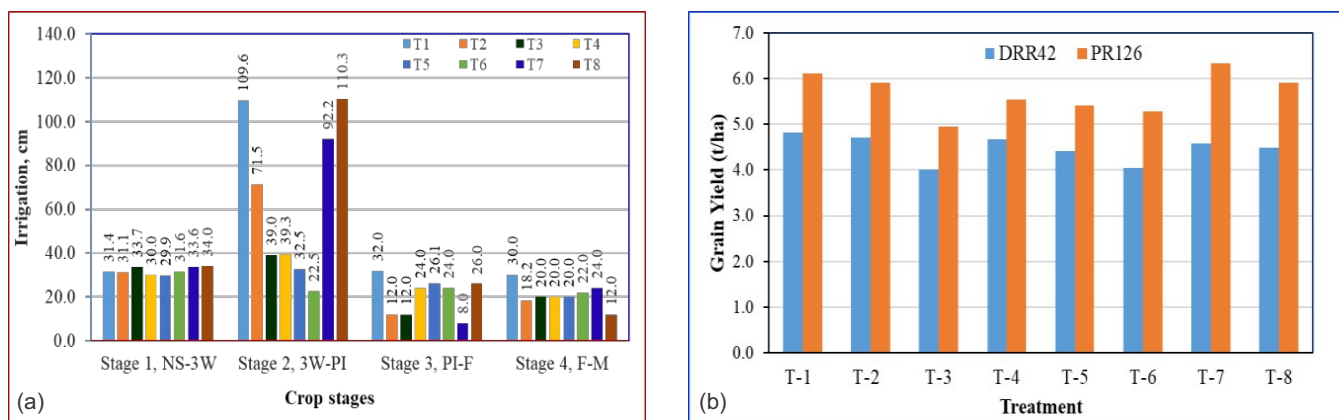 140.0
120.0
100.0
80.0
60.0
40.0
20.0
0.0
Irrigation, cm
T1 T2 T3 T4
T5 T6 T7 T8
31.4 31.1 33.7 30.0 29.9 31.6 33.6 34.0
109.6 71.5 39.0 39.3 32.5 22.5 92.2 110.3
32.0 12.0 12.0 24.0 26.1 24.0 8.0 26.0
30.0 18.2 20.0 20.0 20.0 22.0 24.0 12.0
Stage 1, NS-3W Stage 2, 3W-PI Stage 3, PI-F Stage 4, F-M
Crop stages
(a)
7.0
6.0
5.0
4.0
3.0
2.0
1.0
0.0
Grain Yield (t/ha)
DRR42 PR126
T-1 T-2 T-3 T-4 T-5 T-6 T-7 T-8
Treatment
(b)